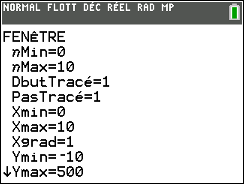 NORMAL FLOTT DÉC RÉEL RAD MP
FENÊTRE
nMin=0
nMax=10
DbutTracé=1
PasTracé=1
Xmin=0
Xmax=10
Xgrad=1
Ymin=-10
↓Ymax=500